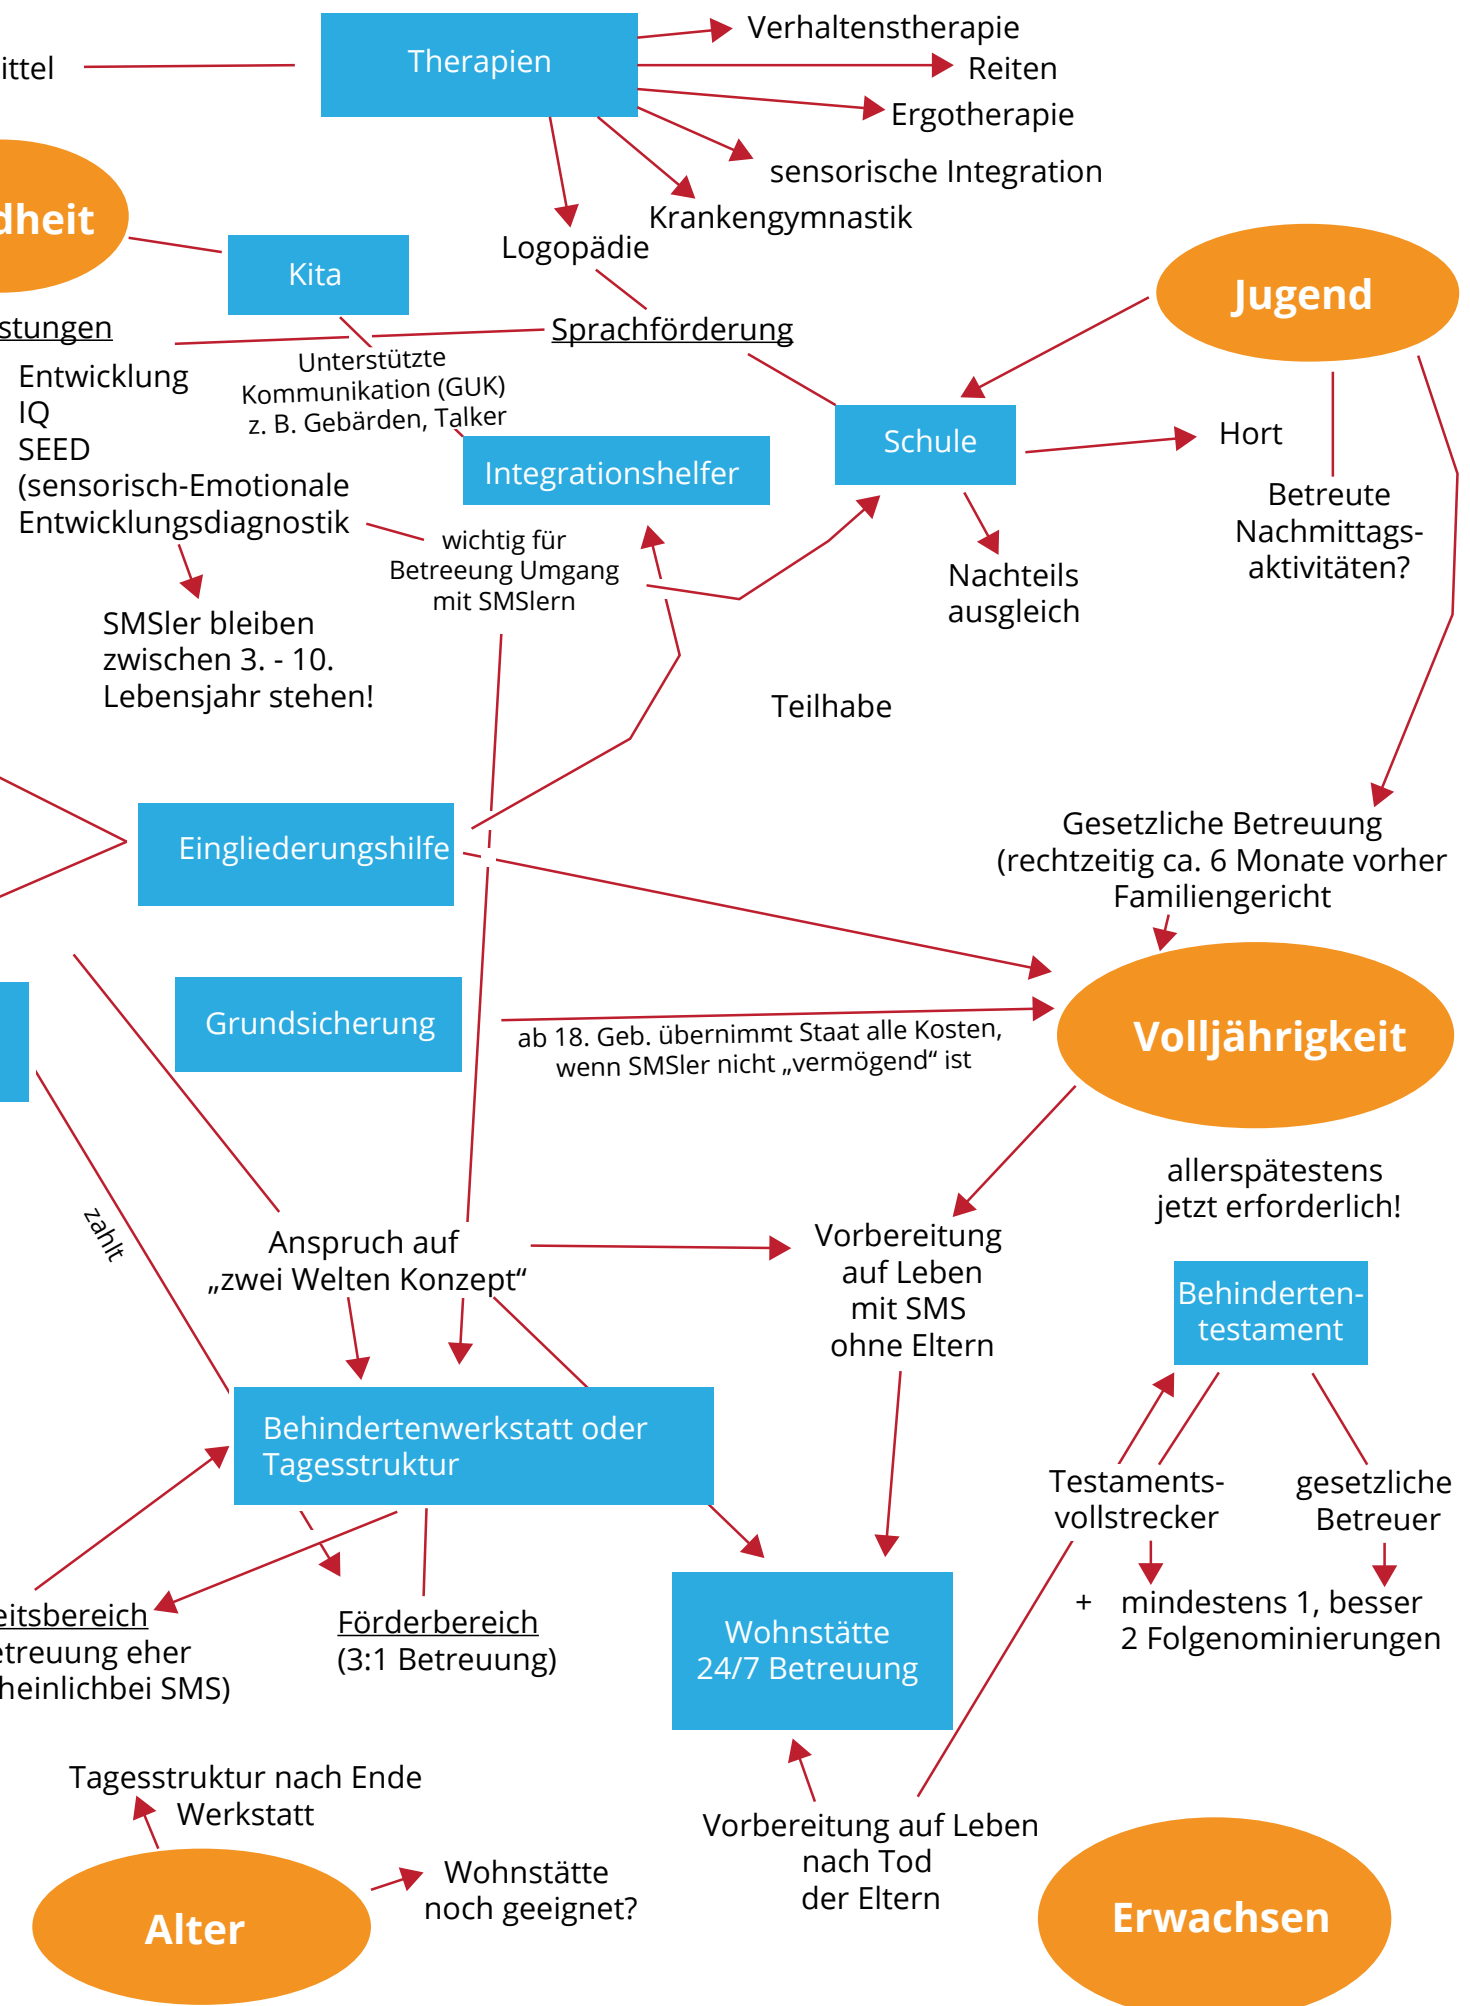 Therapien
Verhaltenstherapie
Reiten
Ergotherapie
sensorische Integration
Krankengymnastik
Logopädie
ittel
dheit
Kita
Jugend
stungen
Sprachförderung
Unterstützte
Kommunikation (GUK)
z. B. Gebärden, Talker
Entwicklung
IQ
SEED
(sensorisch-Emotionale
Entwicklungsdiagnostik
Integrationshelfer
Schule
Hort
Betreute
Nachmittags-
aktivitäten?
wichtig für
Betreeung Umgang
mit SMSlern
Nachteils
ausgleich
SMSler bleiben
zwischen 3. - 10.
Lebensjahr stehen!
Teilhabe
Eingliederungshilfe
Gesetzliche Betreuung
(rechtzeitig ca. 6 Monate vorher
Familiengericht
Grundsicherung
ab 18. Geb. übernimmt Staat alle Kosten,
wenn SMSler nicht „vermögend“ ist
Volljährigkeit
allerspätestens
jetzt erforderlich!
zahlt
Anspruch auf
„zwei Welten Konzept“
Vorbereitung
auf Leben
mit SMS
ohne Eltern
Behinderten-
testament
Behindertenwerkstatt oder
Tagesstruktur
Testaments-
vollstrecker
gesetzliche
Betreuer
+ mindestens 1, besser
2 Folgenominierungen
eitsbereich
etreuung eher
heinlichbei SMS)
Förderbereich
(3:1 Betreuung)
Wohnstätte
24/7 Betreuung
Tagesstruktur nach Ende
Werkstatt
Vorbereitung auf Leben
nach Tod
der Eltern
Wohnstätte
noch geeignet?
Alter
Erwachsen